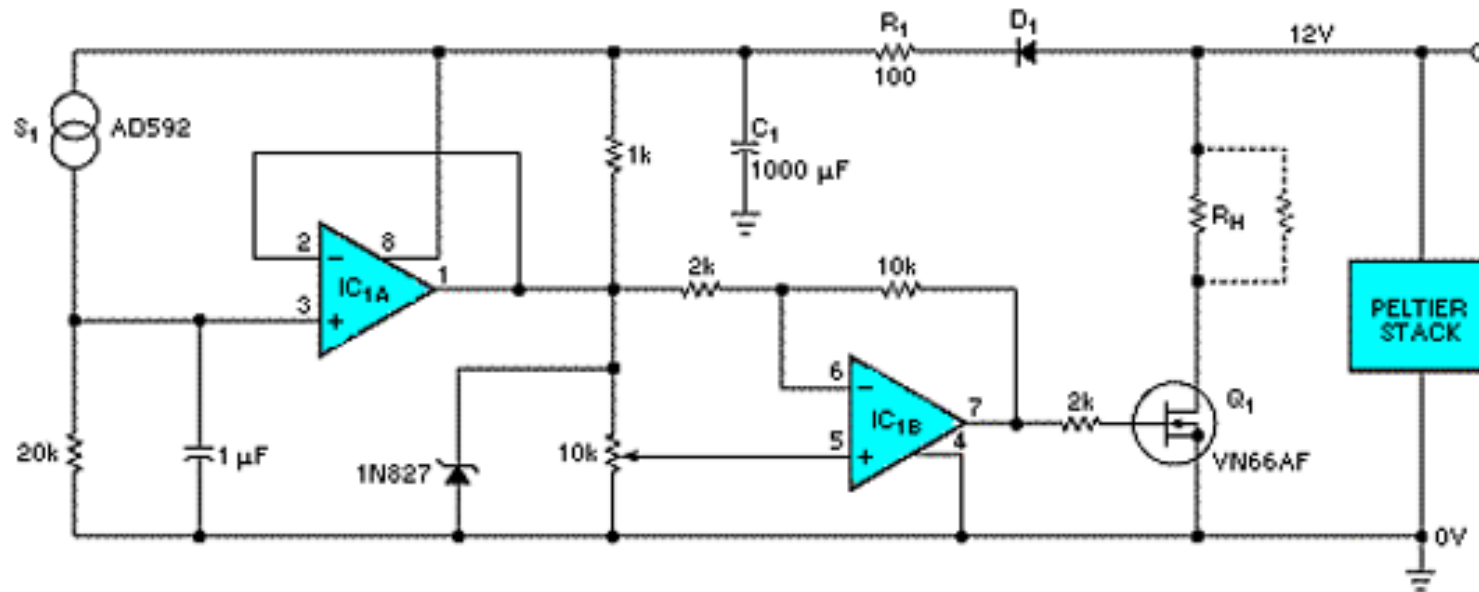 R1
D1
12V
100
S1
AD592
1k
C1
1000 µF
RH
2
8
IC1A
1
2k
10k
3
PELTIER
STACK
6
IC1B
7
2k
Q1
20k
1 µF
1N827
10k
5
4
VN66AF
0V